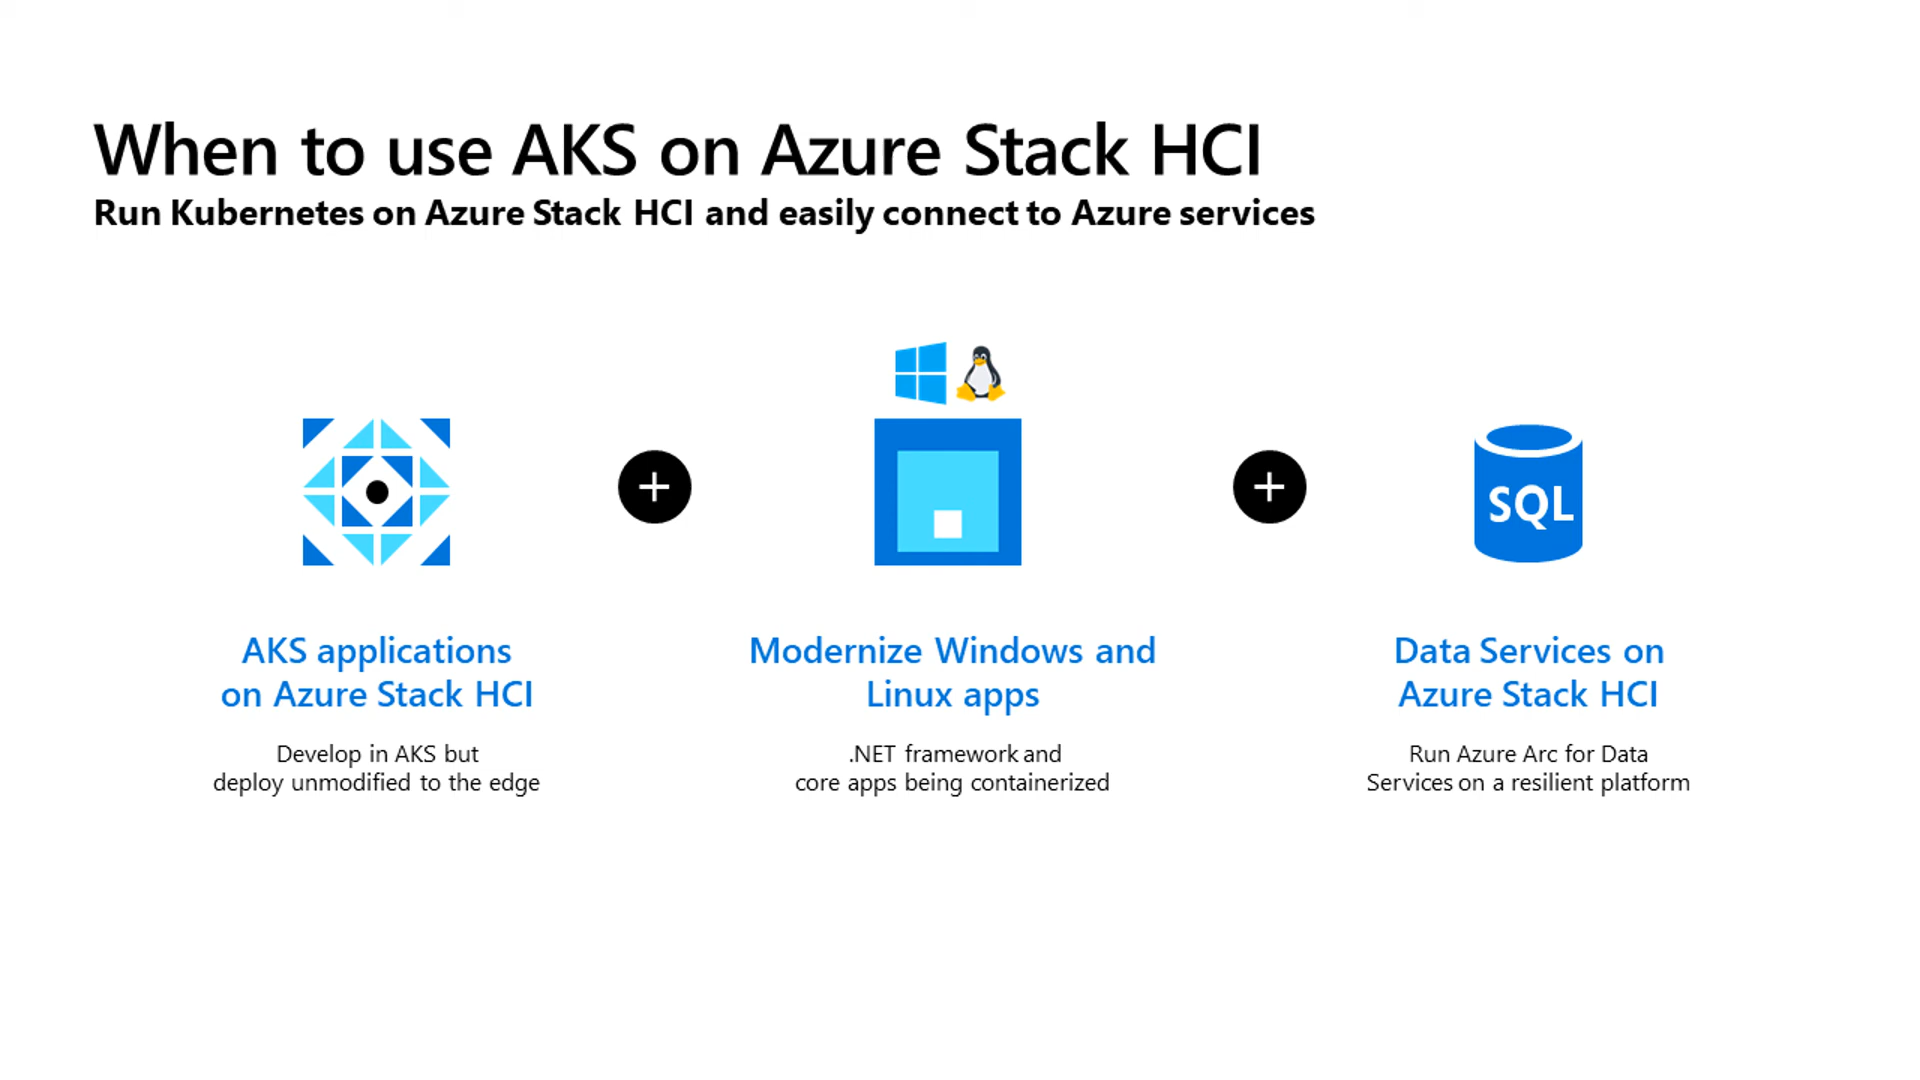 When to use AKS on Azure Stack HCI
Run Kubernetes on Azure Stack HCI and easily connect to Azure services
AKS applications
on Azure Stack HCI
Develop in AKS but
deploy unmodified to the edge
Modernize Windows and
Linux apps
.NET framework and
core apps being containerized
SQL
Data Services on
Azure Stack HCI
Run Azure Arc for Data
Services on a resilient platform